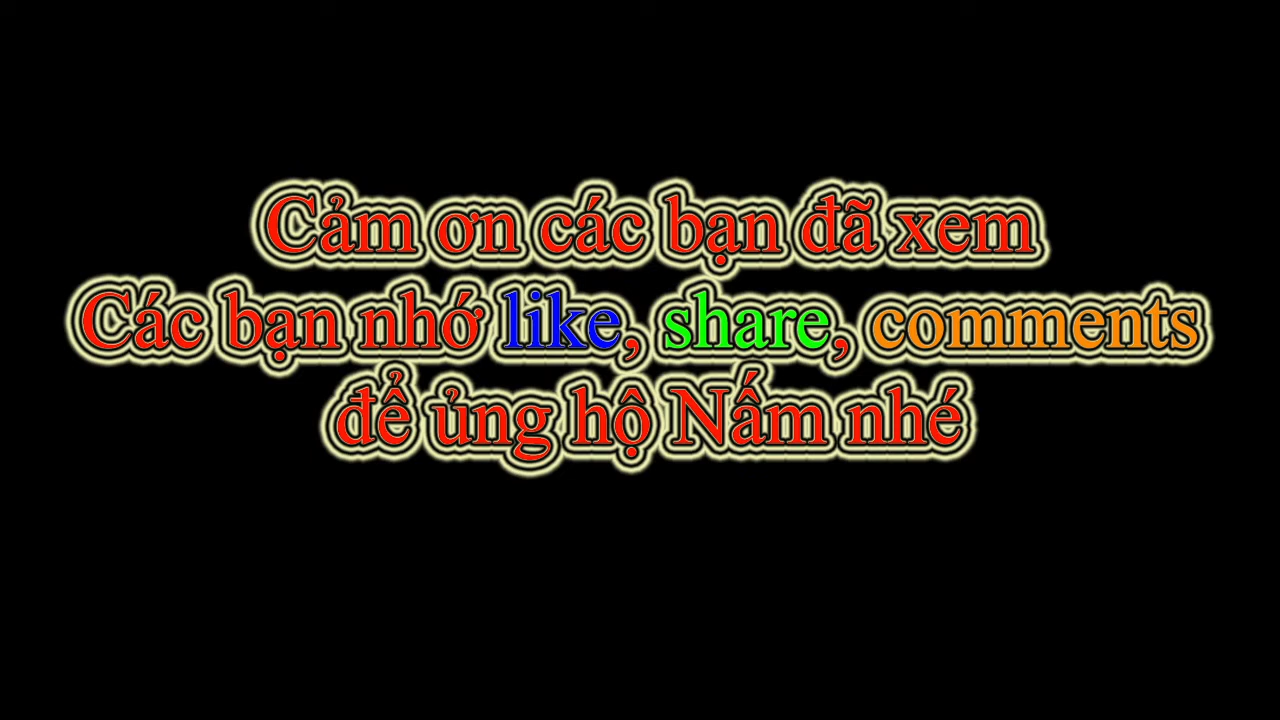 Cảm ơn các bạn đã xem
Các bạn nhớ like, share, comments
để ủng hộ Nấm nhé